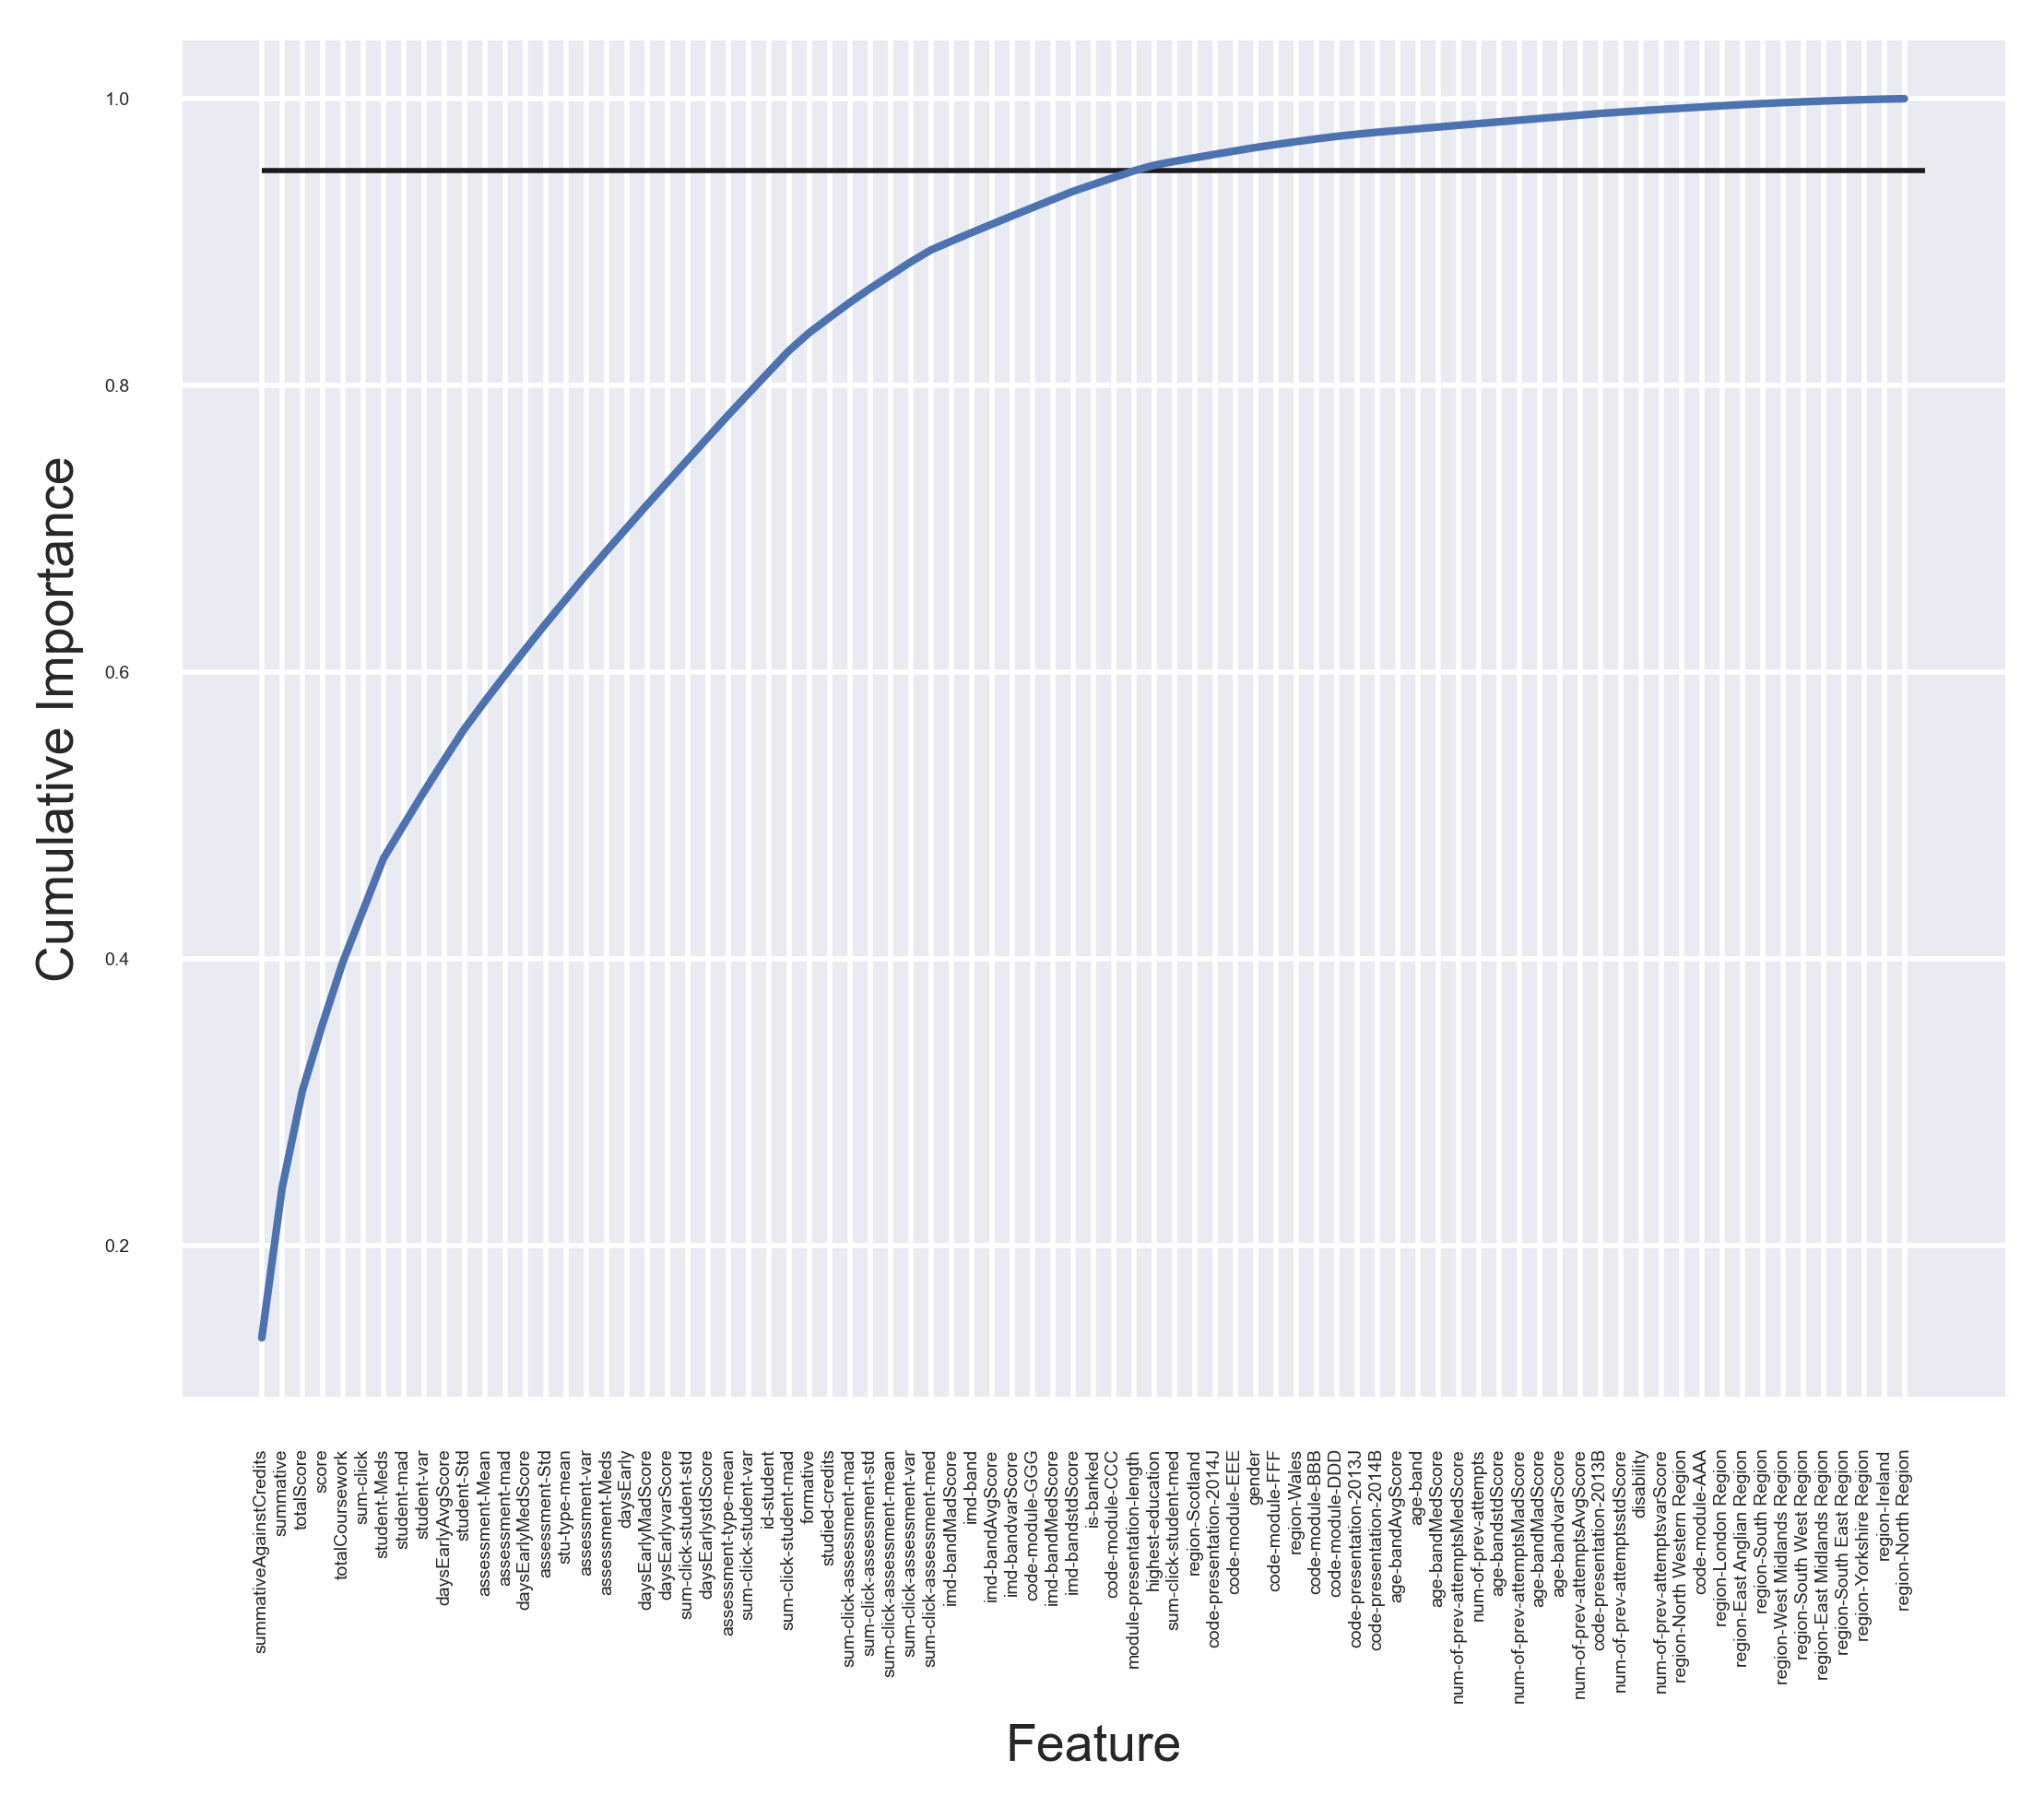 1.0
0.8
0.6
0.4
0.2
Cumulative Importance
summativeAgainstCredits
summative
totalScore
score
totalCoursework
sum-click
student-Meds
student-mad
student-var
daysEarlyAvgScore
student-Std
assessment-Mean
assessment-mad
daysEarlyMedScore
assessment-Std
stu-type-mean
assessment-var
assessment-Meds
daysEarly
daysEarlyMadScore
daysEarlyvarScore
sum-click-student-std
daysEarlystdScore
assessment-type-mean
sum-click-student-var
id-student
sum-click-student-mad
formative
studied-credits
sum-click-assessment-mad
sum-click-assessment-std
sum-click-assessment-mean
sum-click-assessment-var
sum-click-assessment-med
imd-bandMadScore
imd-band
imd-bandAvgScore
imd-bandvarScore
code-module-GGG
imd-bandMedScore
imd-bandstdScore
is-banked
code-module-CCC
module-presentation-length
highest-education
sum-click-student-med
region-Scotland
code-presentation-2014J
code-module-EEE
gender
code-module-FFF
region-Wales
code-module-BBB
code-module-DDD
code-presentation-2013J
code-presentation-2014B
age-bandAvgScore
age-band
age-bandMedScore
num-of-prev-attemptsMedScore
num-of-prev-attempts
age-bandstdScore
num-of-prev-attemptsMadScore
age-bandMadScore
age-bandvarScore
num-of-prev-attemptsAvgScore
code-presentation-2013B
num-of-prev-attemptsstdScore
disability
num-of-prev-attemptsvarScore
region-North Western Region
code-module-AAA
region-London Region
region-East Anglian Region
region-South Region
region-West Midlands Region
region-South West Region
region-East Midlands Region
region-South East Region
region-Yorkshire Region
region-Ireland
region-North Region
Feature